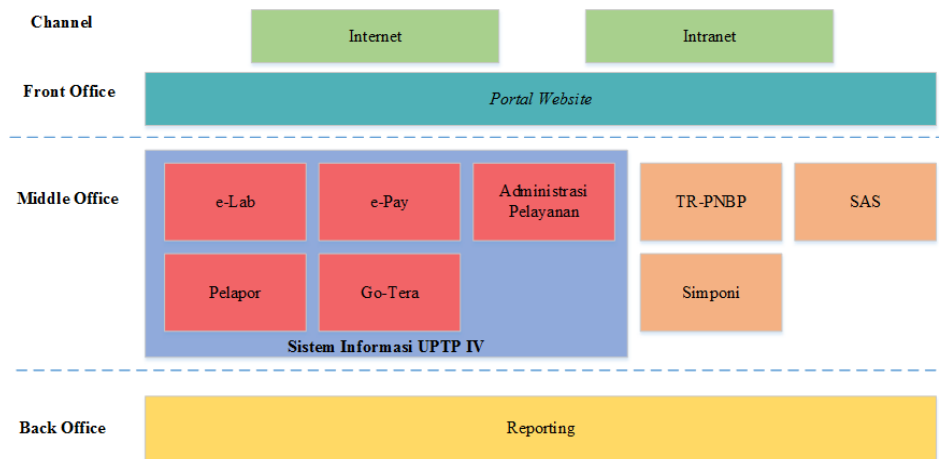 Channel
Internet
Intranet
Front Office
Portal Website
Middle Office
e-Lab
e-Pay
Administrasi
Pelayanan
TR-PNBP
SAS
Pelapor
Go-Tera
Simponi
Sistem Informasi UPTP IV
Back Office
Reporting